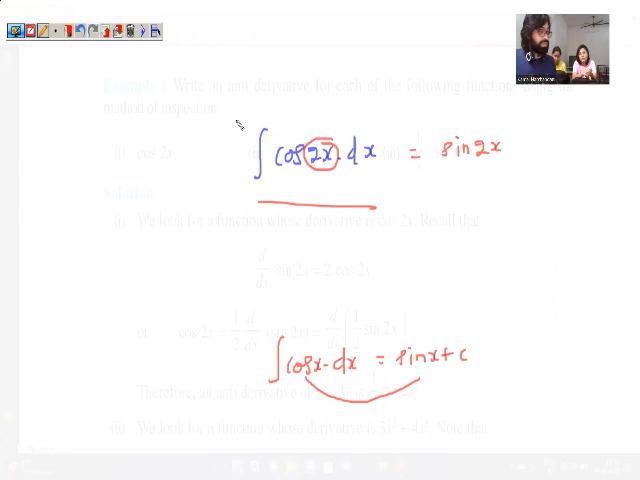 Example 1 Write an anti derivative for each of the following functions using the
method of inspection:
∫ cos 2x · dx = sin 2x
(i) cos 2x
Solution
(i) We look for a function whose derivative is cos 2x. Recall that
d/dx sin 2x = 2 cos 2x
or cos 2x = 1/2 d/dx (sin 2x) = d/dx (1/2 sin 2x)
∫ cos x · dx = sin x + c
Therefore, an anti derivative of
(ii) We look for a function whose derivative is 3x² + 4x³. Note that